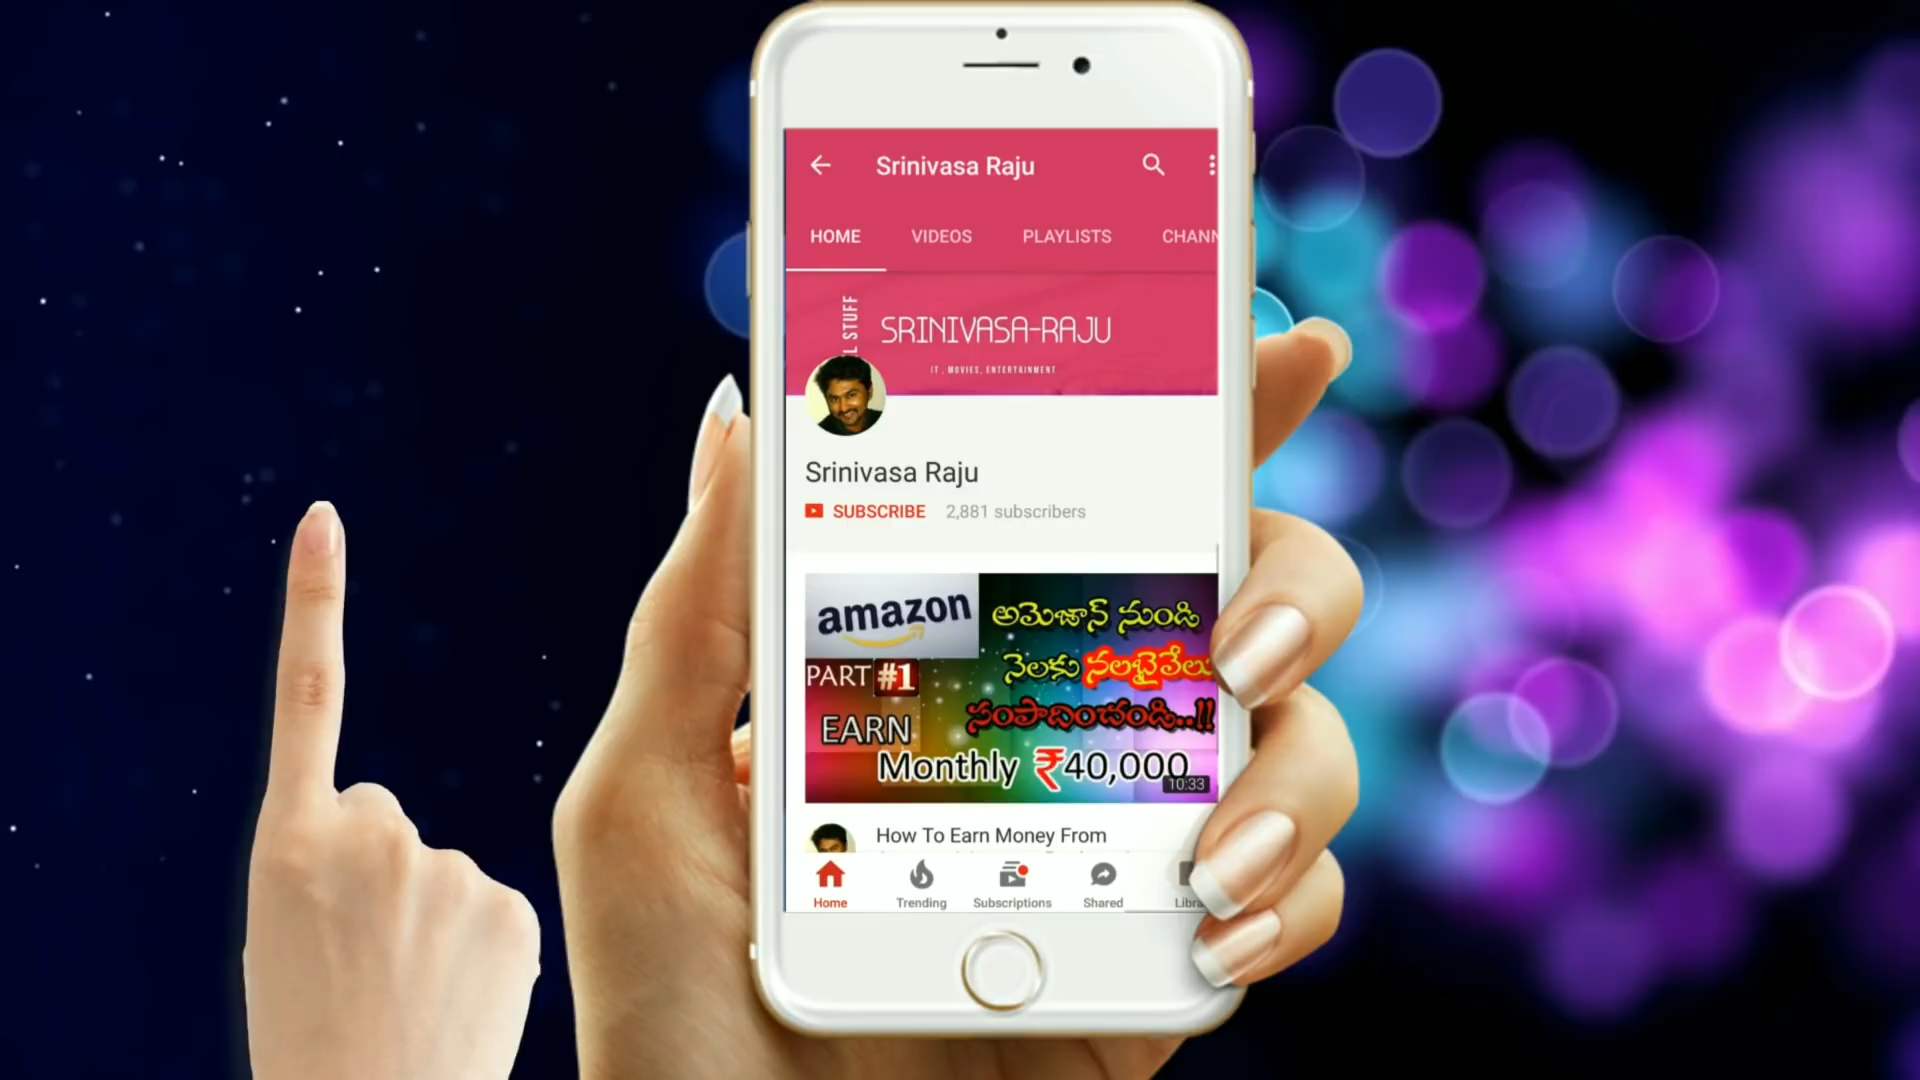 Srinivasa Raju
HOME VIDEOS PLAYLISTS CHANN
L STUFF
SRINIVASA-RAJU
IT , MOVIES, ENTERTAINMENT
Srinivasa Raju
SUBSCRIBE 2,881 subscribers
amazon
అమెజాన్ నుండి
నెలకు నలభైవేలు
సంపాదించండి..!!
PART #1
EARN
Monthly ₹40,000
10:33
How To Earn Money From
Home Trending Subscriptions Shared Libra